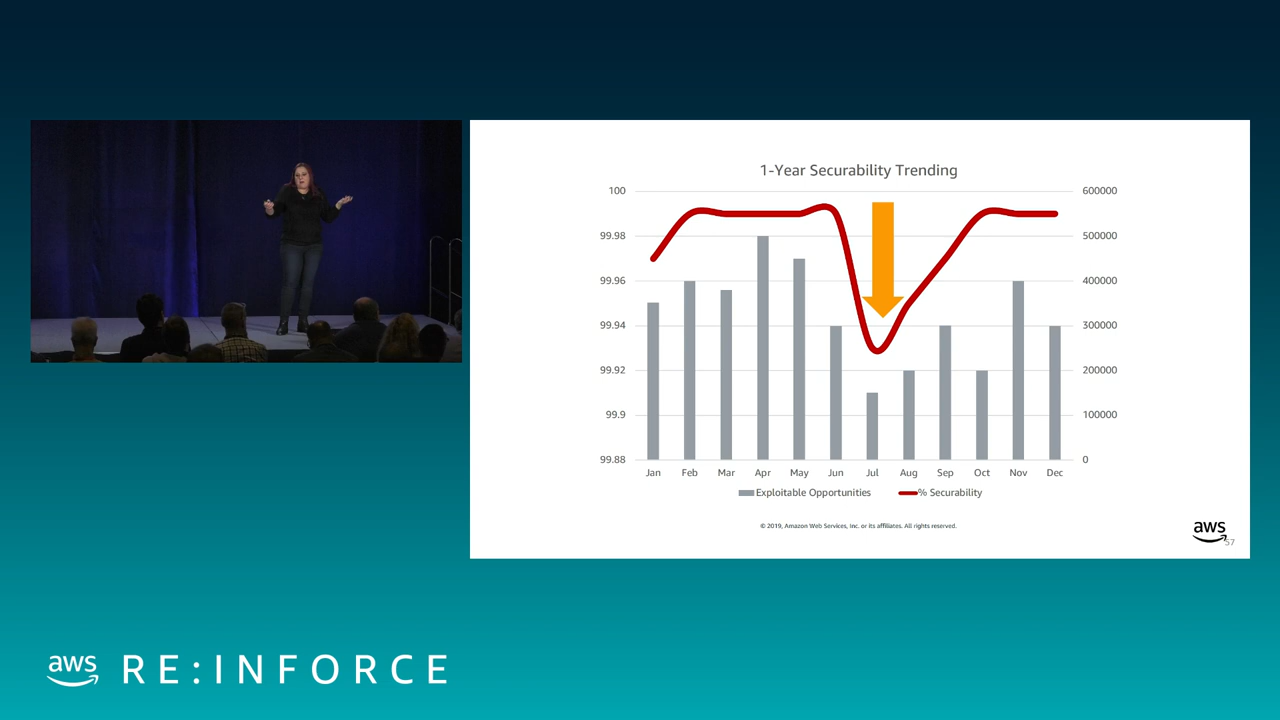 1-Year Securability Trending
100
99.98
99.96
99.94
99.92
99.9
99.88
600000
500000
400000
300000
200000
100000
0
Jan Feb Mar Apr May Jun Jul Aug Sep Oct Nov Dec
Exploitable Opportunities % Securability
© 2019, Amazon Web Services, Inc. or its affiliates. All rights reserved.
aws
57
aws RE:INFORCE